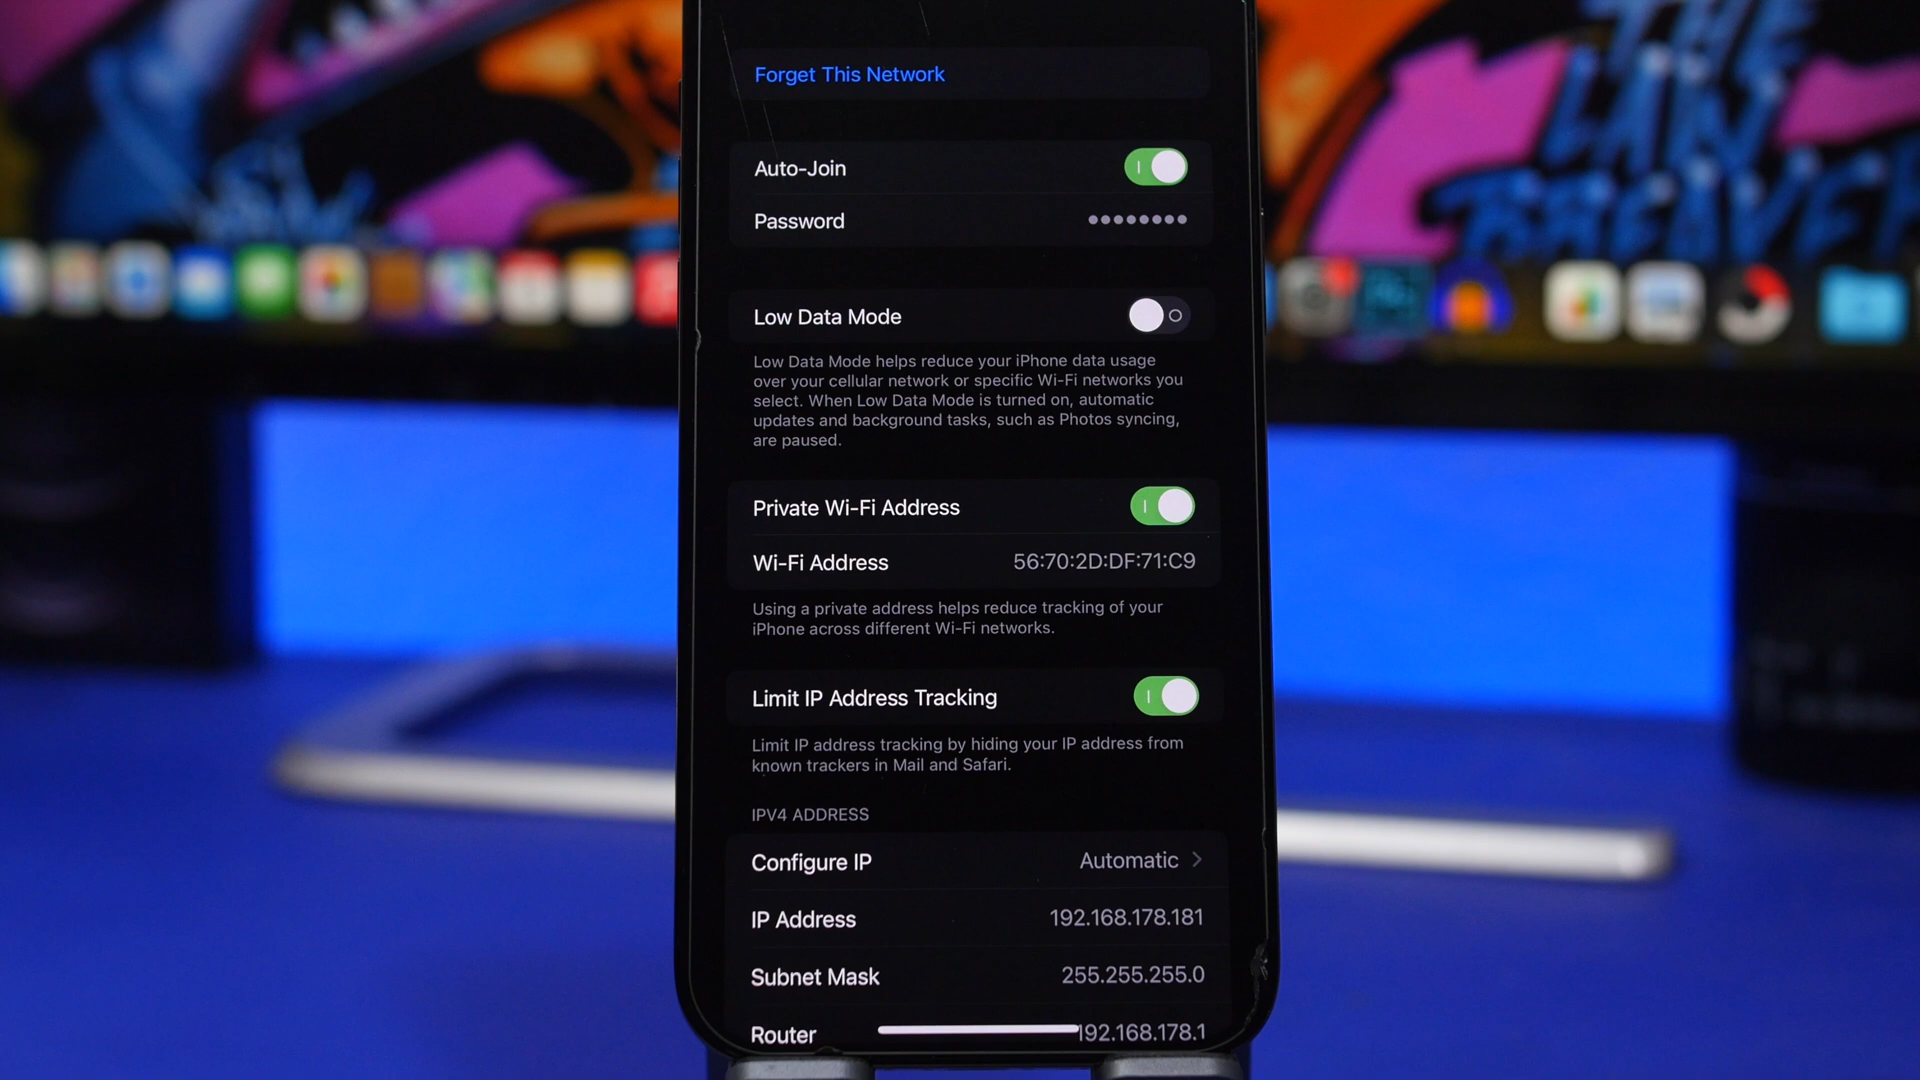 THE
LAW
Forget This Network
Auto-Join
Password ••••••••
Low Data Mode
Low Data Mode helps reduce your iPhone data usage
over your cellular network or specific Wi-Fi networks you
select. When Low Data Mode is turned on, automatic
updates and background tasks, such as Photos syncing,
are paused.
Private Wi-Fi Address
Wi-Fi Address 56:70:2D:DF:71:C9
Using a private address helps reduce tracking of your
iPhone across different Wi-Fi networks.
Limit IP Address Tracking
Limit IP address tracking by hiding your IP address from
known trackers in Mail and Safari.
IPV4 ADDRESS
Configure IP Automatic
IP Address 192.168.178.181
Subnet Mask 255.255.255.0
Router 192.168.178.1